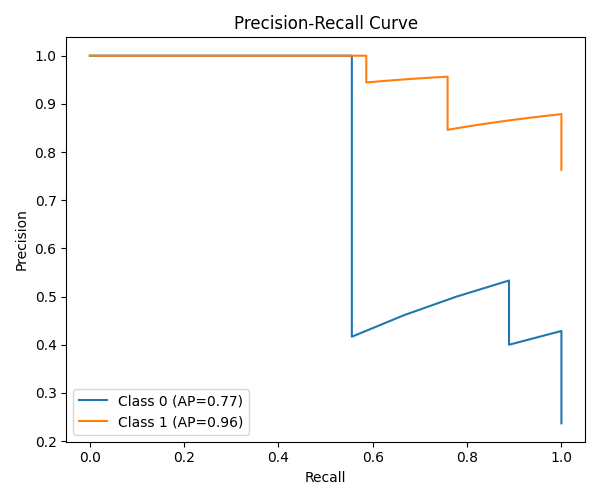 Precision-Recall Curve
1.0
0.9
0.8
0.7
0.6
0.5
0.4
0.3
0.2
Precision
Class 0 (AP=0.77)
Class 1 (AP=0.96)
0.0 0.2 0.4 0.6 0.8 1.0
Recall